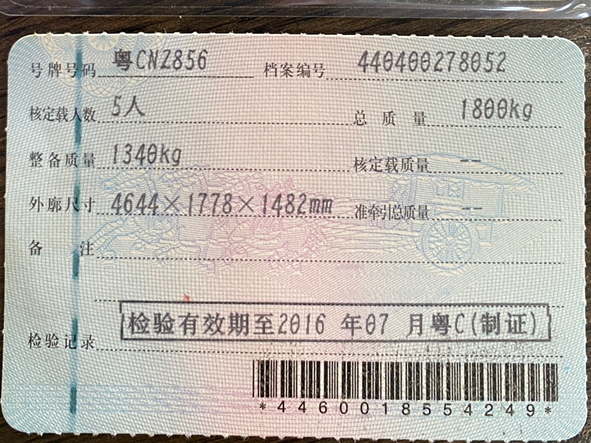 号牌号码 粤CNZ856 档案编号 440400278052
核定载人数 5人 总质量 1800kg
整备质量 1340kg 核定载质量 --
外廓尺寸 4644×1778×1482mm 准牵引总质量 --
备注
检验记录 检验有效期至2016 年07 月粤C(制证)
*4460018554249*